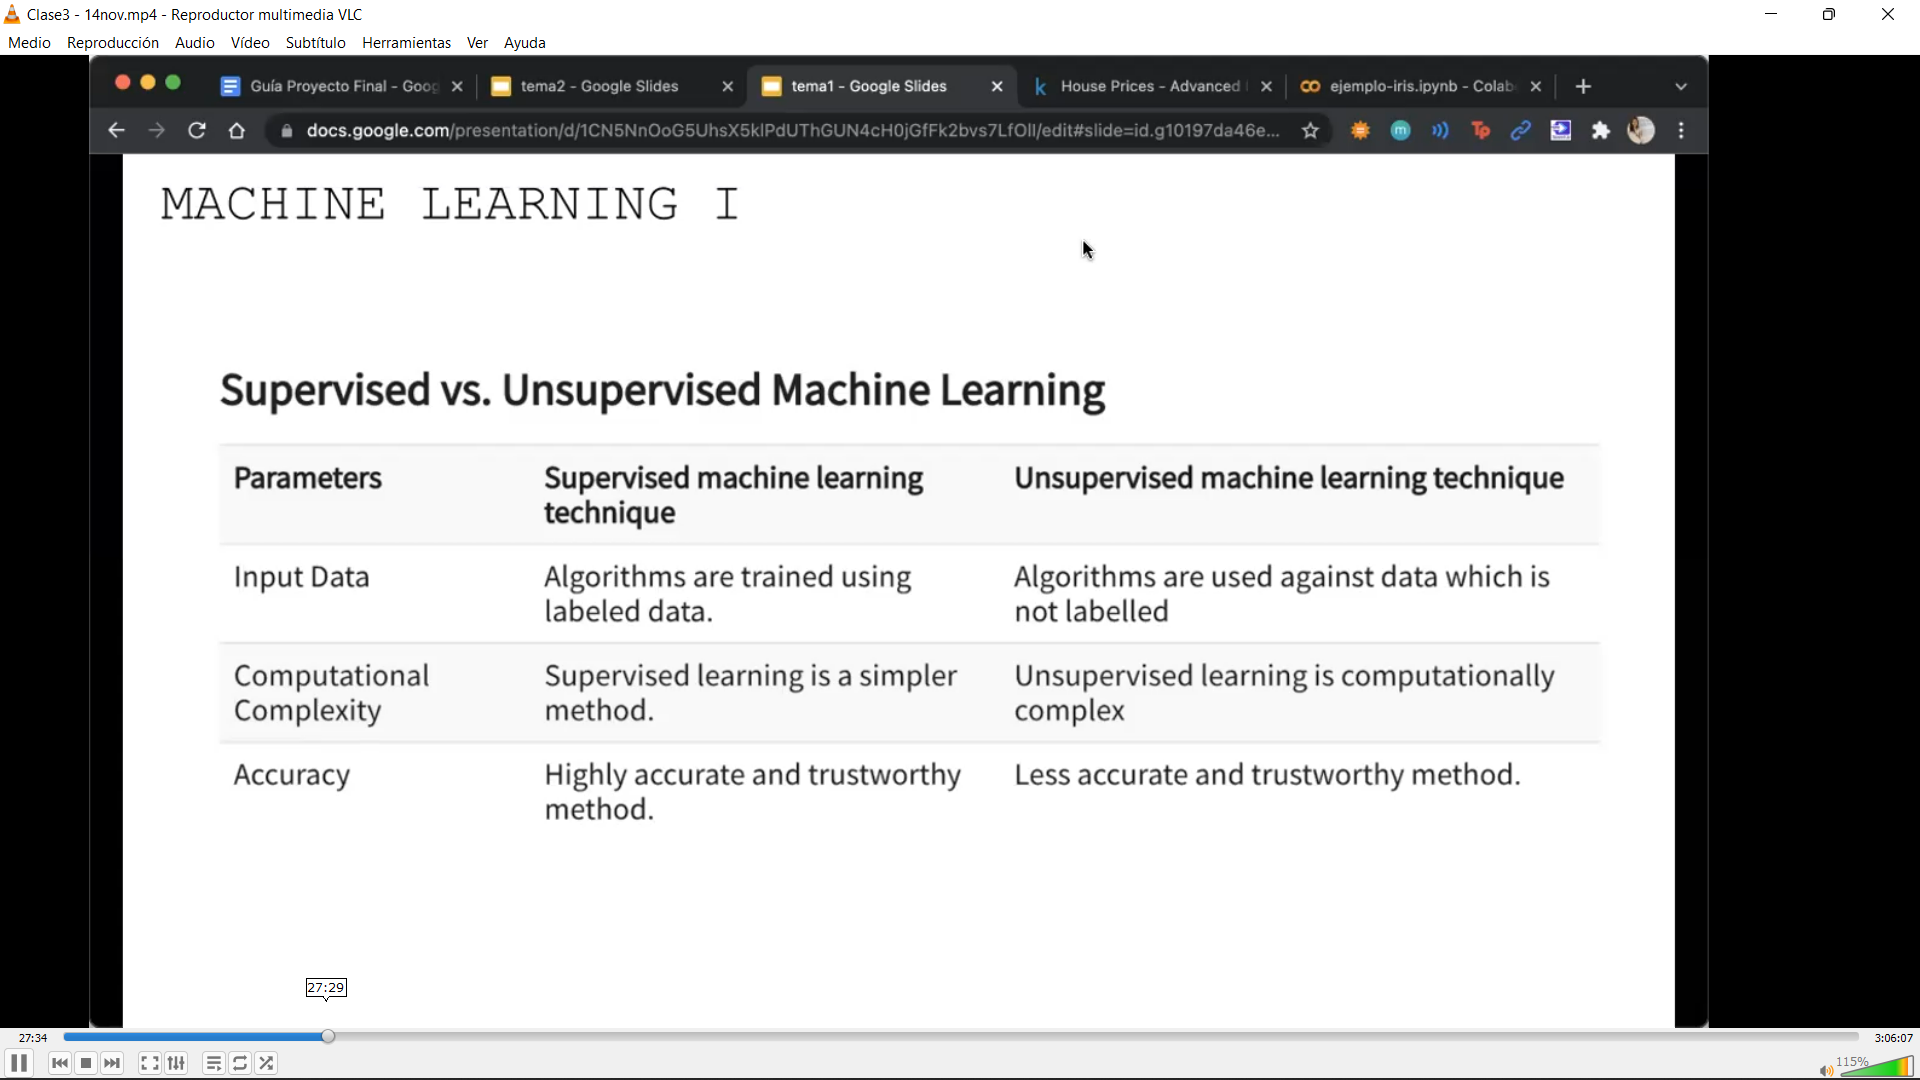 Clase3 - 14nov.mp4 - Reproductor multimedia VLC
Medio Reproducción Audio Vídeo Subtítulo Herramientas Ver Ayuda
Guía Proyecto Final - Goog tema2 - Google Slides tema1 - Google Slides House Prices - Advanced ejemplo-iris.ipynb - Colab
docs.google.com/presentation/d/1CN5NnOoG5UhsX5klPdUThGUN4cH0jGfFk2bvs7LfOlI/edit#slide=id.g10197da46e...
MACHINE LEARNING I
Supervised vs. Unsupervised Machine Learning
Parameters Supervised machine learning technique Unsupervised machine learning technique
Input Data Algorithms are trained using labeled data. Algorithms are used against data which is not labelled
Computational Complexity Supervised learning is a simpler method. Unsupervised learning is computationally complex
Accuracy Highly accurate and trustworthy method. Less accurate and trustworthy method.
27:29
27:34 3:06:07
115%